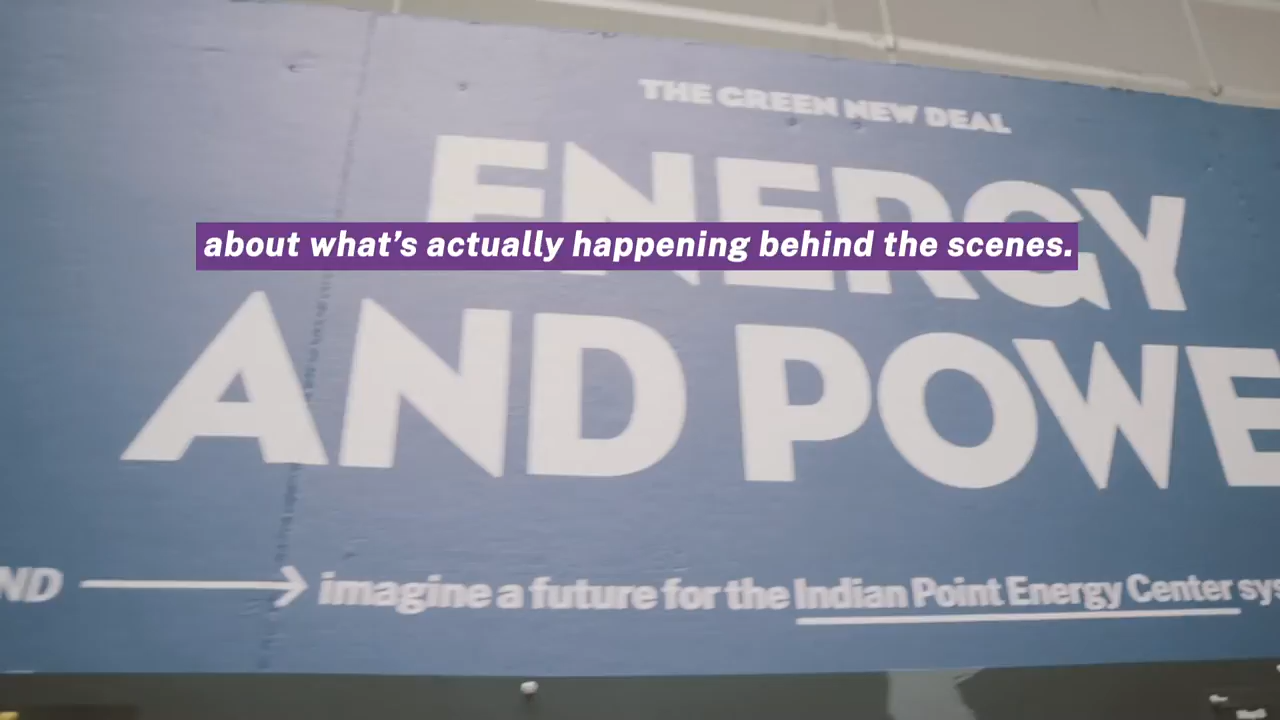 THE GREEN NEW DEAL
ENERGY
about what's actually happening behind the scenes.
AND POWE
ND → imagine a future for the Indian Point Energy Center sys